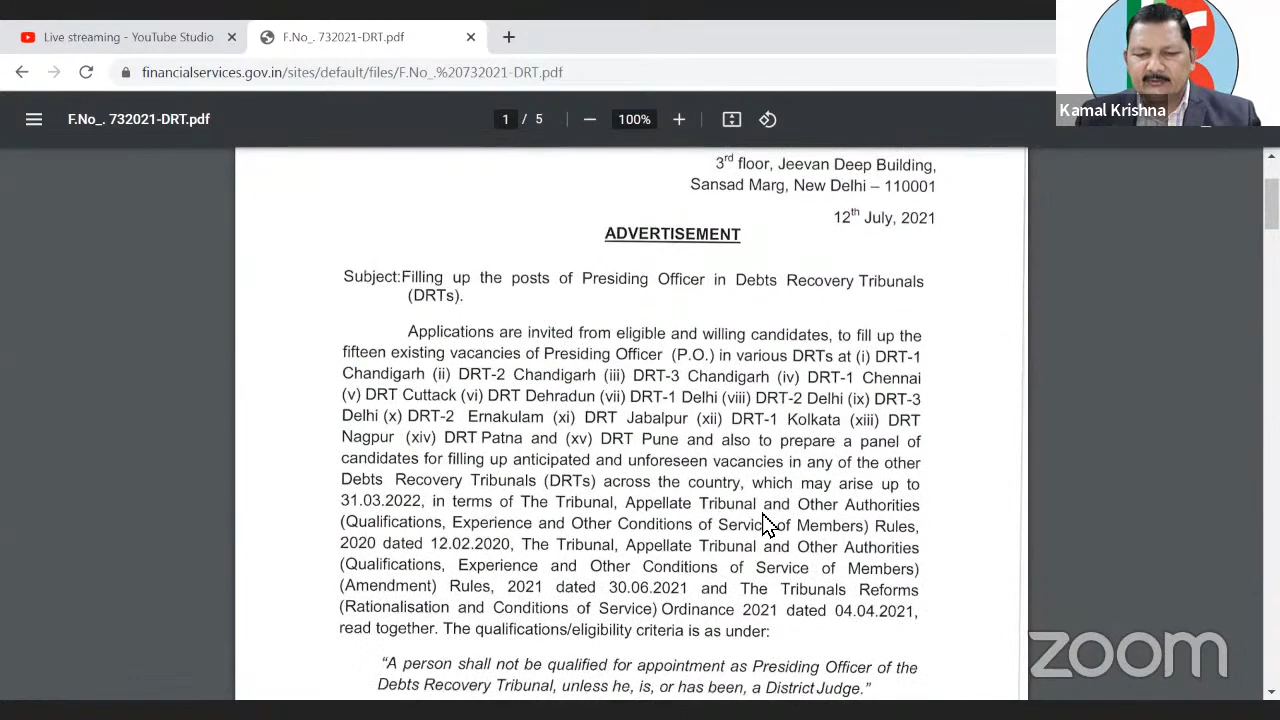 Live streaming - YouTube Studio
F.No_. 732021-DRT.pdf
financialservices.gov.in/sites/default/files/F.No_.%20732021-DRT.pdf
Kamal Krishna
F.No_. 732021-DRT.pdf
1 / 5
100%
3rd floor, Jeevan Deep Building,
Sansad Marg, New Delhi – 110001
12th July, 2021
ADVERTISEMENT
Subject:Filling up the posts of Presiding Officer in Debts Recovery Tribunals
(DRTs).
Applications are invited from eligible and willing candidates, to fill up the
fifteen existing vacancies of Presiding Officer (P.O.) in various DRTs at (i) DRT-1
Chandigarh (ii) DRT-2 Chandigarh (iii) DRT-3 Chandigarh (iv) DRT-1 Chennai
(v) DRT Cuttack (vi) DRT Dehradun (vii) DRT-1 Delhi (viii) DRT-2 Delhi (ix) DRT-3
Delhi (x) DRT-2 Ernakulam (xi) DRT Jabalpur (xii) DRT-1 Kolkata (xiii) DRT
Nagpur (xiv) DRT Patna and (xv) DRT Pune and also to prepare a panel of
candidates for filling up anticipated and unforeseen vacancies in any of the other
Debts Recovery Tribunals (DRTs) across the country, which may arise up to
31.03.2022, in terms of The Tribunal, Appellate Tribunal and Other Authorities
(Qualifications, Experience and Other Conditions of Service of Members) Rules,
2020 dated 12.02.2020, The Tribunal, Appellate Tribunal and Other Authorities
(Qualifications, Experience and Other Conditions of Service of Members)
(Amendment) Rules, 2021 dated 30.06.2021 and The Tribunals Reforms
(Rationalisation and Conditions of Service) Ordinance 2021 dated 04.04.2021,
read together. The qualifications/eligibility criteria is as under:
“A person shall not be qualified for appointment as Presiding Officer of the
Debts Recovery Tribunal, unless he, is, or has been, a District Judge.”
zoom